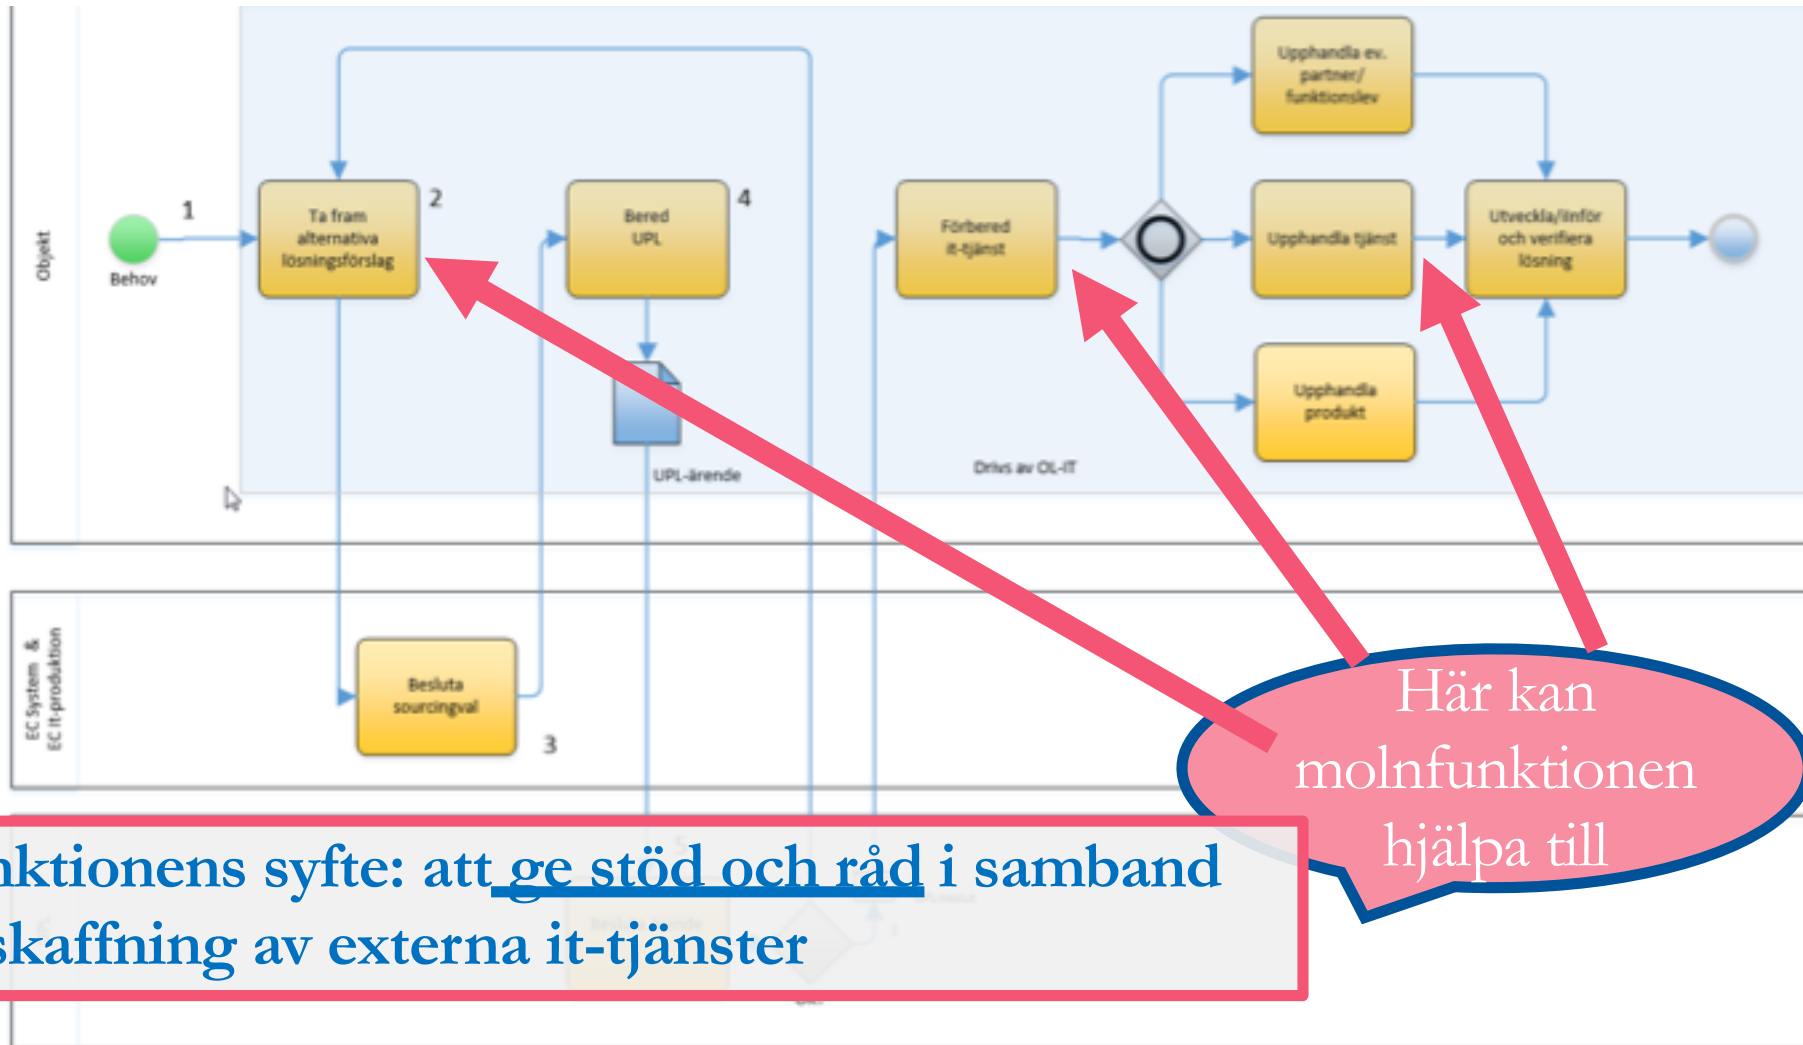 Upphandla ev.
partner/
funktionslev
1
2
4
Ta fram
alternativa
lösningsförslag
Bered
UPL
Förbered
it-tjänst
Upphandla tjänst
Utveckla/inför
och verifiera
lösning
Objekt
Behov
Upphandla
produkt
UPL-ärende
Drivs av OL-IT
EC System &
EC It-produktion
Besluta
sourcingval
3
Här kan
molnfunktionen
hjälpa till
5
nktionens syfte: att ge stöd och råd i samband
skaffning av externa it-tjänster